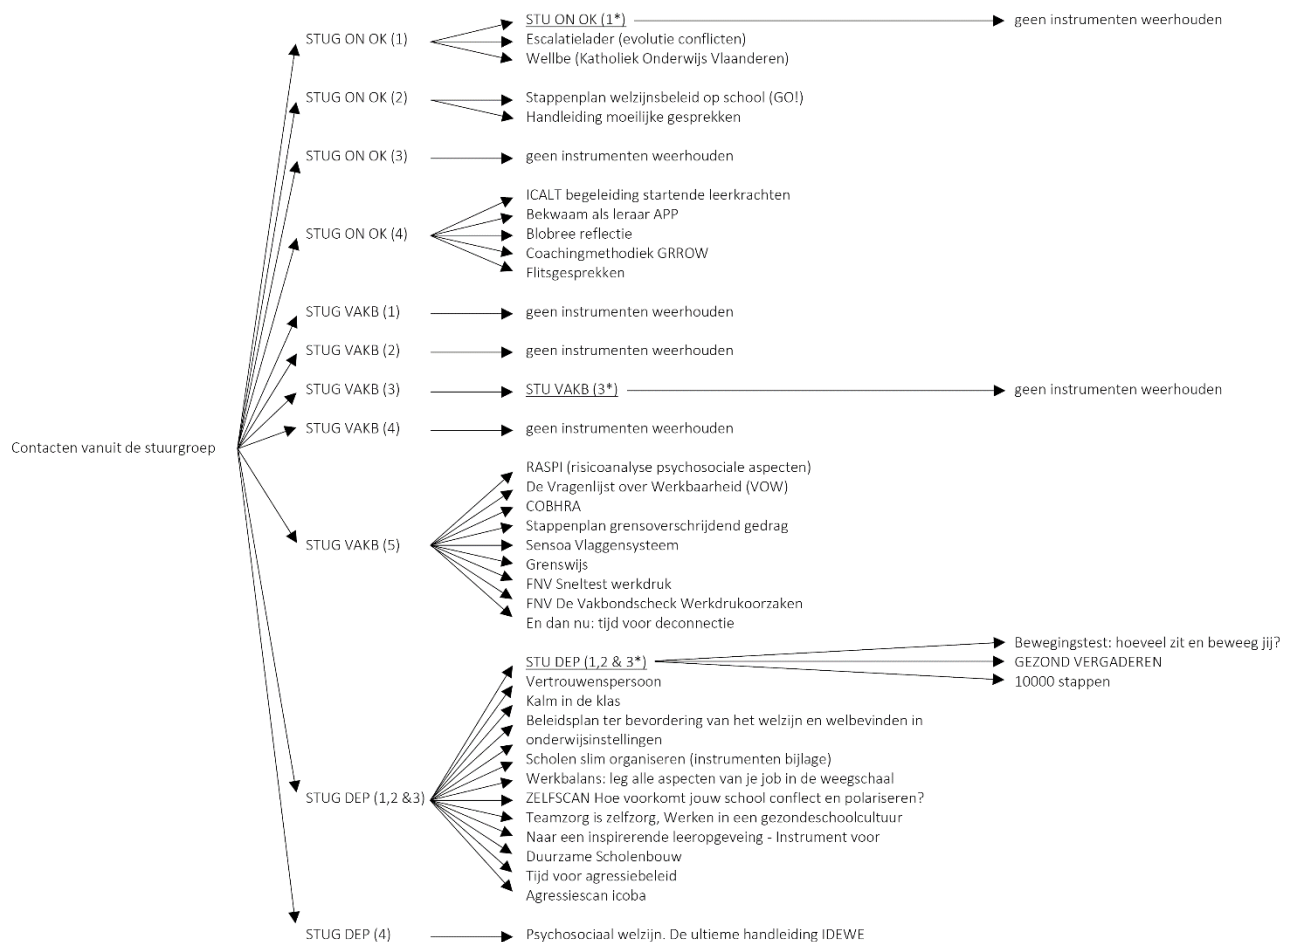 STU ON OK (1*)
geen instrumenten weerhouden
STUG ON OK (1)
Escalatielader (evolutie conflicten)
Wellbe (Katholiek Onderwijs Vlaanderen)
STUG ON OK (2)
Stappenplan welzijnsbeleid op school (GO!)
Handleiding moeilijke gesprekken
STUG ON OK (3)
geen instrumenten weerhouden
ICALT begeleiding startende leerkrachten
Bekwaam als leraar APP
STUG ON OK (4)
Blobree reflectie
Coachingmethodiek GRROW
Flitsgesprekken
STUG VAKB (1)
geen instrumenten weerhouden
STUG VAKB (2)
geen instrumenten weerhouden
STUG VAKB (3)
STU VAKB (3*)
geen instrumenten weerhouden
STUG VAKB (4)
geen instrumenten weerhouden
Contacten vanuit de stuurgroep
RASPI (risicoanalyse psychosociale aspecten)
De Vragenlijst over Werkbaarheid (VOW)
COBHRA
Stappenplan grensoverschrijdend gedrag
STUG VAKB (5)
Sensoa Vlaggensysteem
Grenswijs
FNV Sneltest werkdruk
FNV De Vakbondscheck Werkdrukoorzaken
En dan nu: tijd voor deconnectie
Bewegingstest: hoeveel zit en beweeg jij?
STU DEP (1,2 & 3*)
GEZOND VERGADEREN
Vertrouwenspersoon
10000 stappen
Kalm in de klas
Beleidsplan ter bevordering van het welzijn en welbevinden in
onderwijsinstellingen
Scholen slim organiseren (instrumenten bijlage)
Werkbalans: leg alle aspecten van je job in de weegschaal
STUG DEP (1,2 &3)
ZELFSCAN Hoe voorkomt jouw school conflect en polariseren?
Teamzorg is zelfzorg, Werken in een gezondeschoolcultuur
Naar een inspirerende leeropgeveing - Instrument voor
Duurzame Scholenbouw
Tijd voor agressiebeleid
Agressiescan icoba
STUG DEP (4)
Psychosociaal welzijn. De ultieme handleiding IDEWE